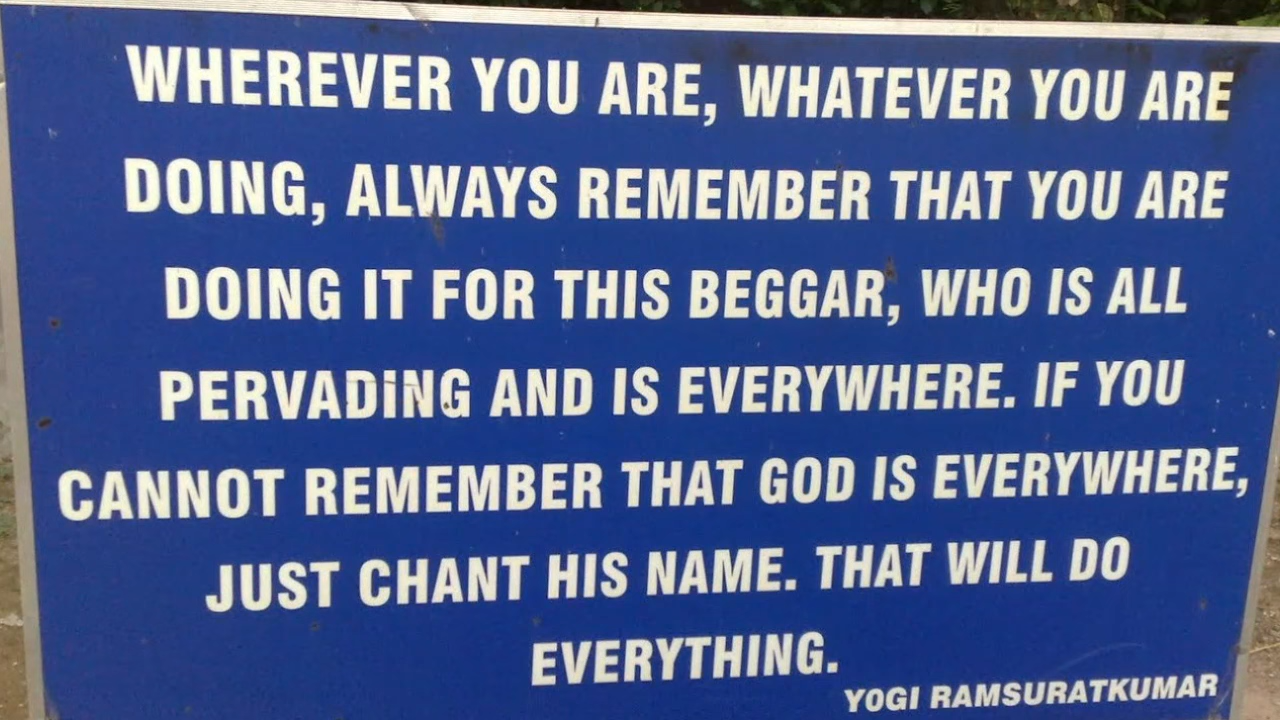 WHEREVER YOU ARE, WHATEVER YOU ARE
DOING, ALWAYS REMEMBER THAT YOU ARE
DOING IT FOR THIS BEGGAR, WHO IS ALL
PERVADING AND IS EVERYWHERE. IF YOU
CANNOT REMEMBER THAT GOD IS EVERYWHERE,
JUST CHANT HIS NAME. THAT WILL DO
EVERYTHING.
YOGI RAMSURATKUMAR